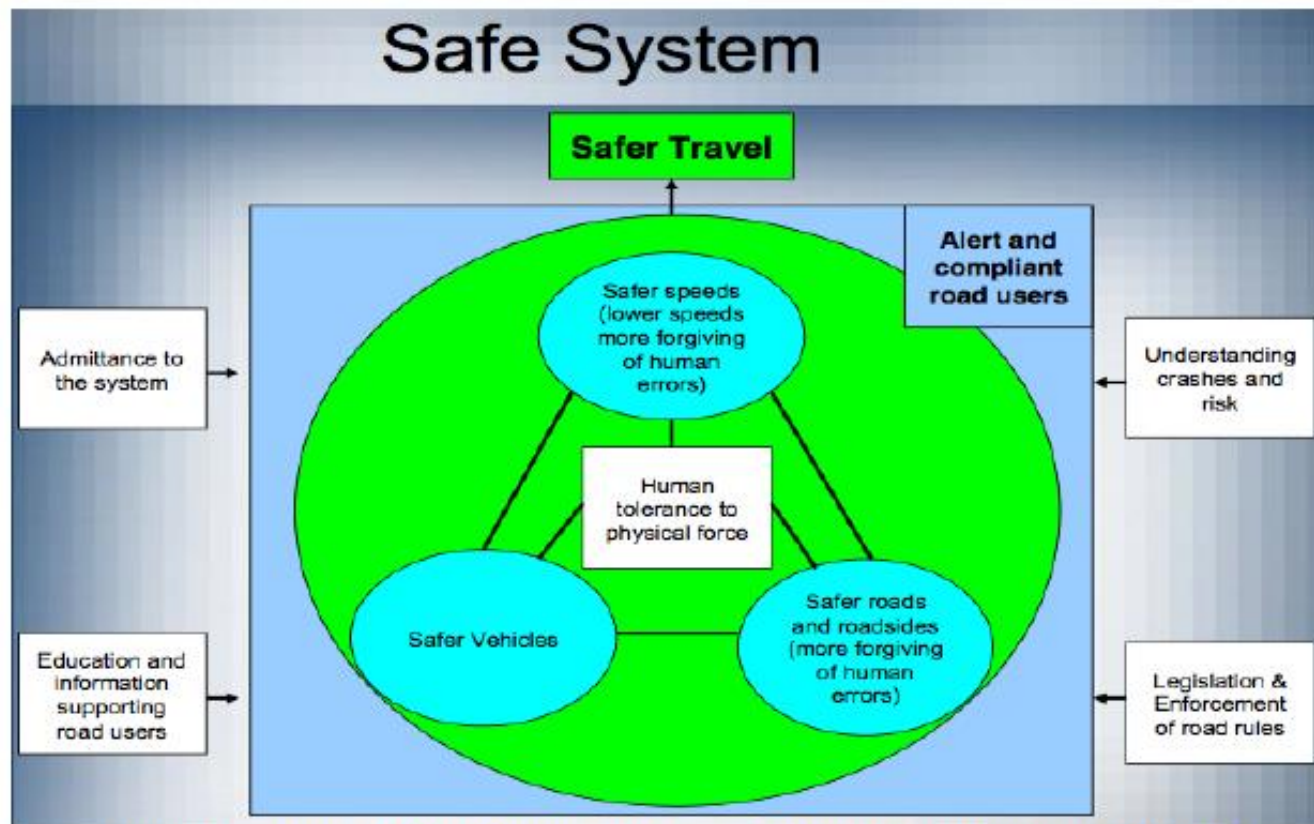 Safe System
Safer Travel
Alert and
compliant
road users
Safer speeds
(lower speeds
more forgiving
of human
errors)
Admittance to
the system
Understanding
crashes and
risk
Human
tolerance to
physical force
Safer Vehicles
Safer roads
and roadsides
(more forgiving
of human
errors)
Education and
information
supporting
road users
Legislation &
Enforcement
of road rules